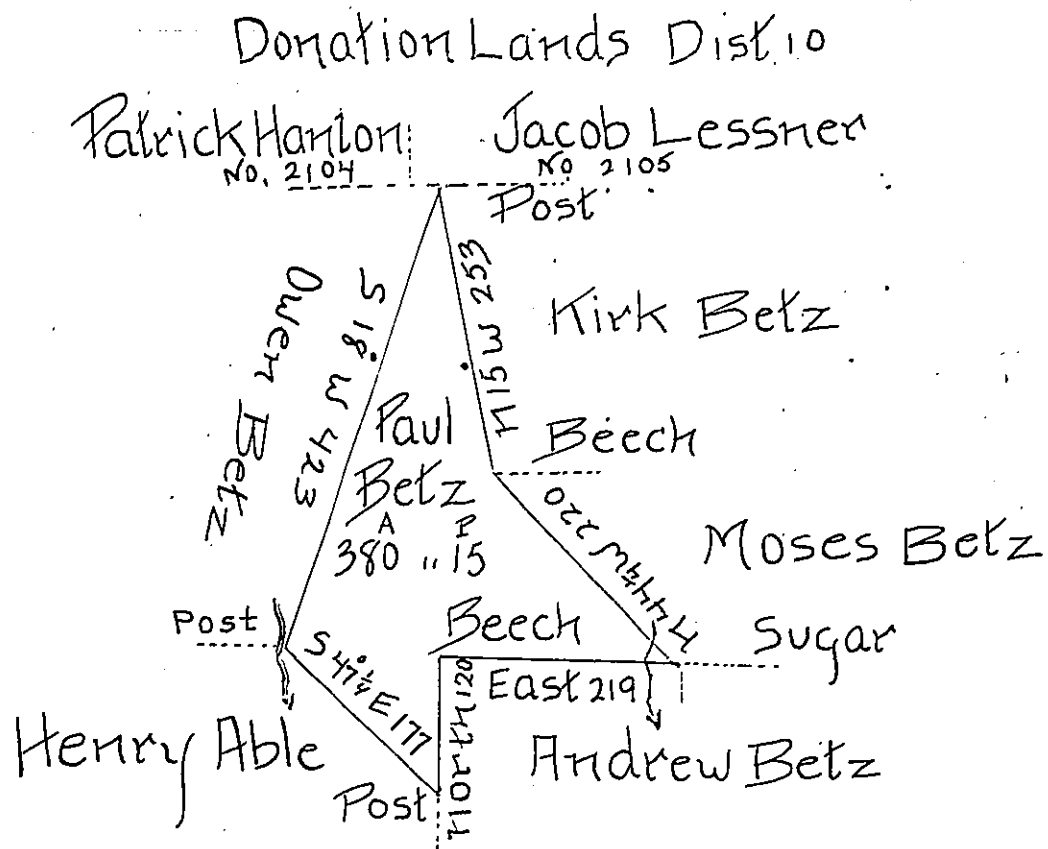 Donation Lands Dist. 10
Patrick Hanlon
No. 2104
Jacob Lessner
No 2105
Post
S 18° W 423
Owen Betz
N 15 W 253
Kirk Betz
Paul
Betz
A P
380 ,, 15
Beech
N 44¼ W 220
Moses Betz
Post
Beech
Sugar
S 47¼° E 177
North 120
East 219
Henry Able
Andrew Betz
Post